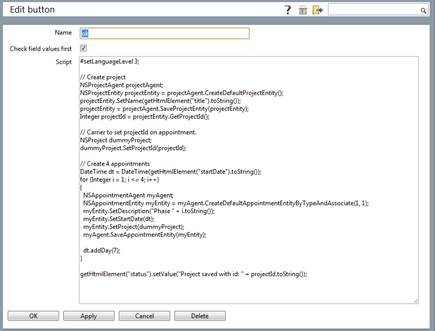 Edit button
?
Name
ok
Check field values first
Script
#setLanguageLevel 3;
// Create project
NSProjectAgent projectAgent;
NSProjectEntity projectEntity = projectAgent.CreateDefaultProjectEntity();
projectEntity.SetName(getHtmlElement("title").toString());
projectEntity = projectAgent.SaveProjectEntity(projectEntity);
Integer projectId = projectEntity.GetProjectId();
// Carrier to set projectId on appointment.
NSProject dummyProject;
dummyProject.SetProjectId(projectId);
// Create 4 appointments
DateTime dt = DateTime(getHtmlElement("startDate").toString());
for (Integer i = 1; i <= 4; i++)
{
NSAppointmentAgent myAgent;
NSAppointmentEntity myEntity = myAgent.CreateDefaultAppointmentEntityByTypeAndAssociate(1, 1);
myEntity.SetDescription("Phase " + i.toString());
myEntity.SetStartDate(dt);
myEntity.SetProject(dummyProject);
myAgent.SaveAppointmentEntity(myEntity);
dt.addDay(7);
}
getHtmlElement("status").setValue("Project saved with id: " + projectId.toString());
OK Apply Cancel Delete